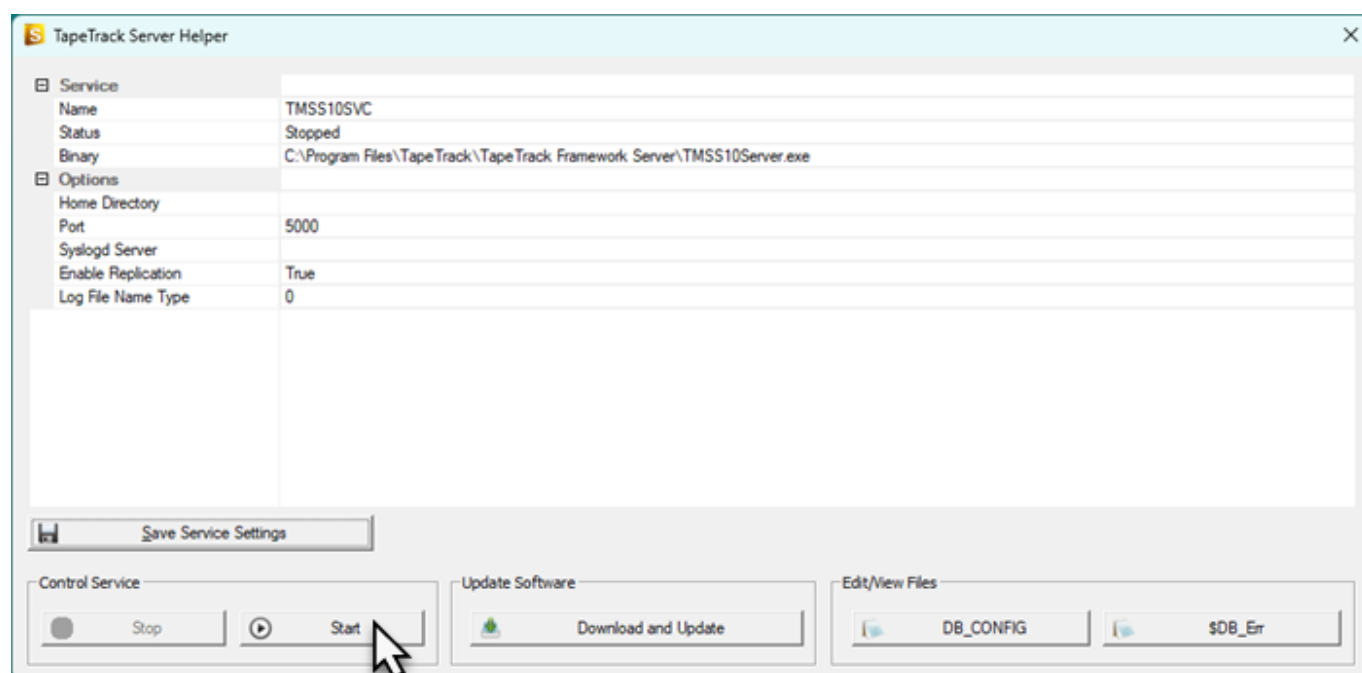 TapeTrack Server Helper
Service
Name TMSS10SVC
Status Stopped
Binary C:\Program Files\TapeTrack\TapeTrack Framework Server\TMSS10Server.exe
Options
Home Directory
Port 5000
Syslogd Server
Enable Replication True
Log File Name Type 0
Save Service Settings
Control Service Update Software Edit/View Files
Stop Start Download and Update DB_CONFIG $DB_Err